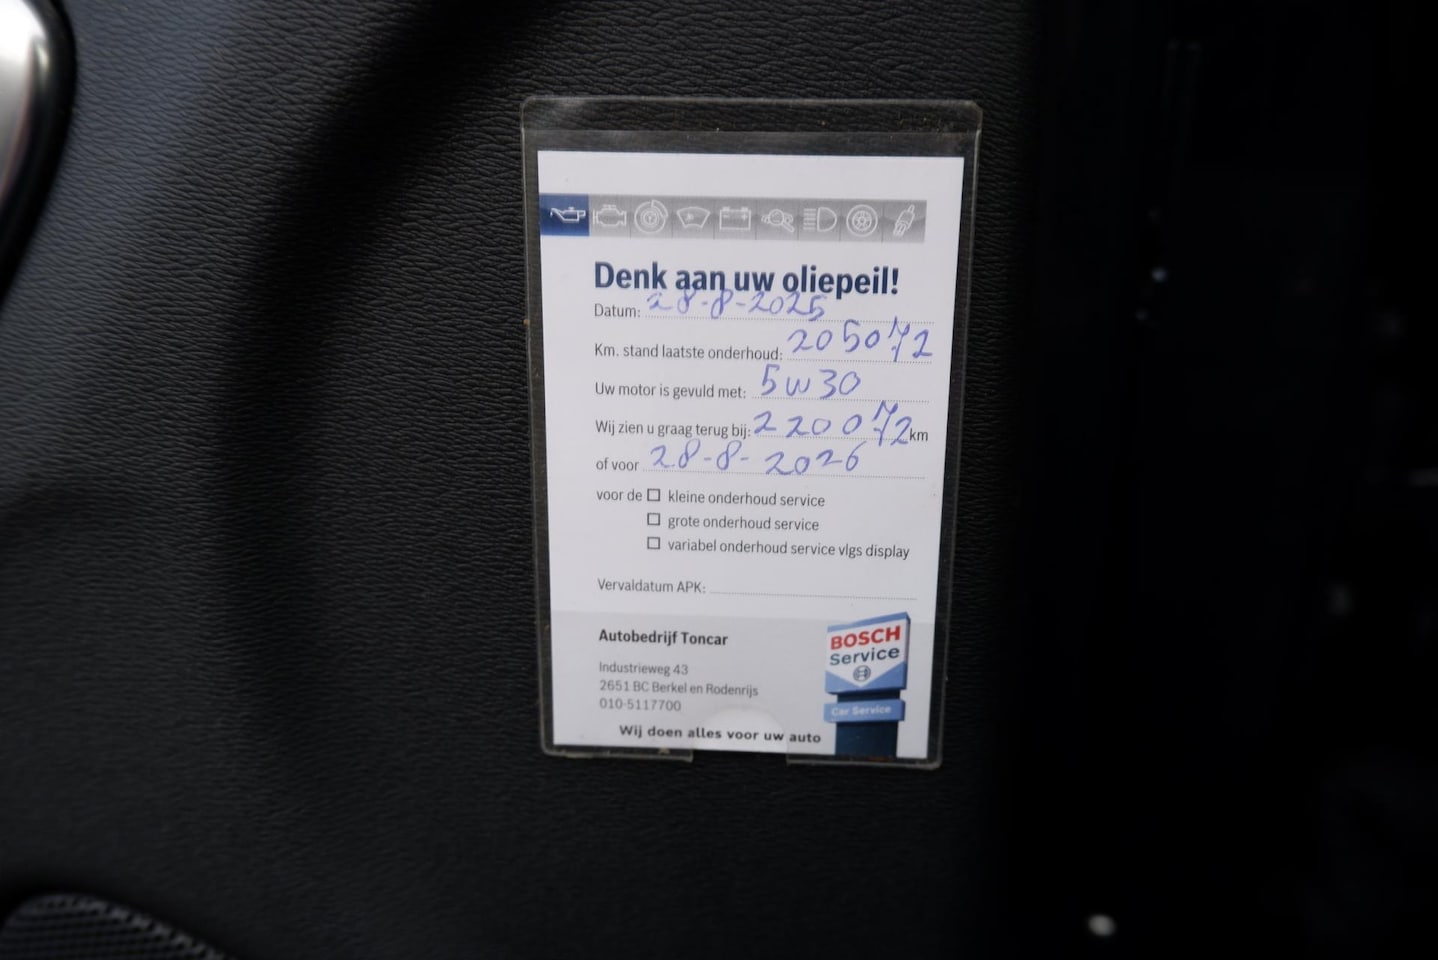 Denk aan uw oliepeil!
Datum: 28-8-2025
Km. stand laatste onderhoud: 205072
Uw motor is gevuld met: 5W30
Wij zien u graag terug bij: 220072 km
of voor 28-8-2026
voor de ☐ kleine onderhoud service
☐ grote onderhoud service
☐ variabel onderhoud service vlgs display
Vervaldatum APK:
Autobedrijf Toncar
Industrieweg 43
2651 BC Berkel en Rodenrijs
010-5117700
Wij doen alles voor uw auto
BOSCH
Service
Car Service